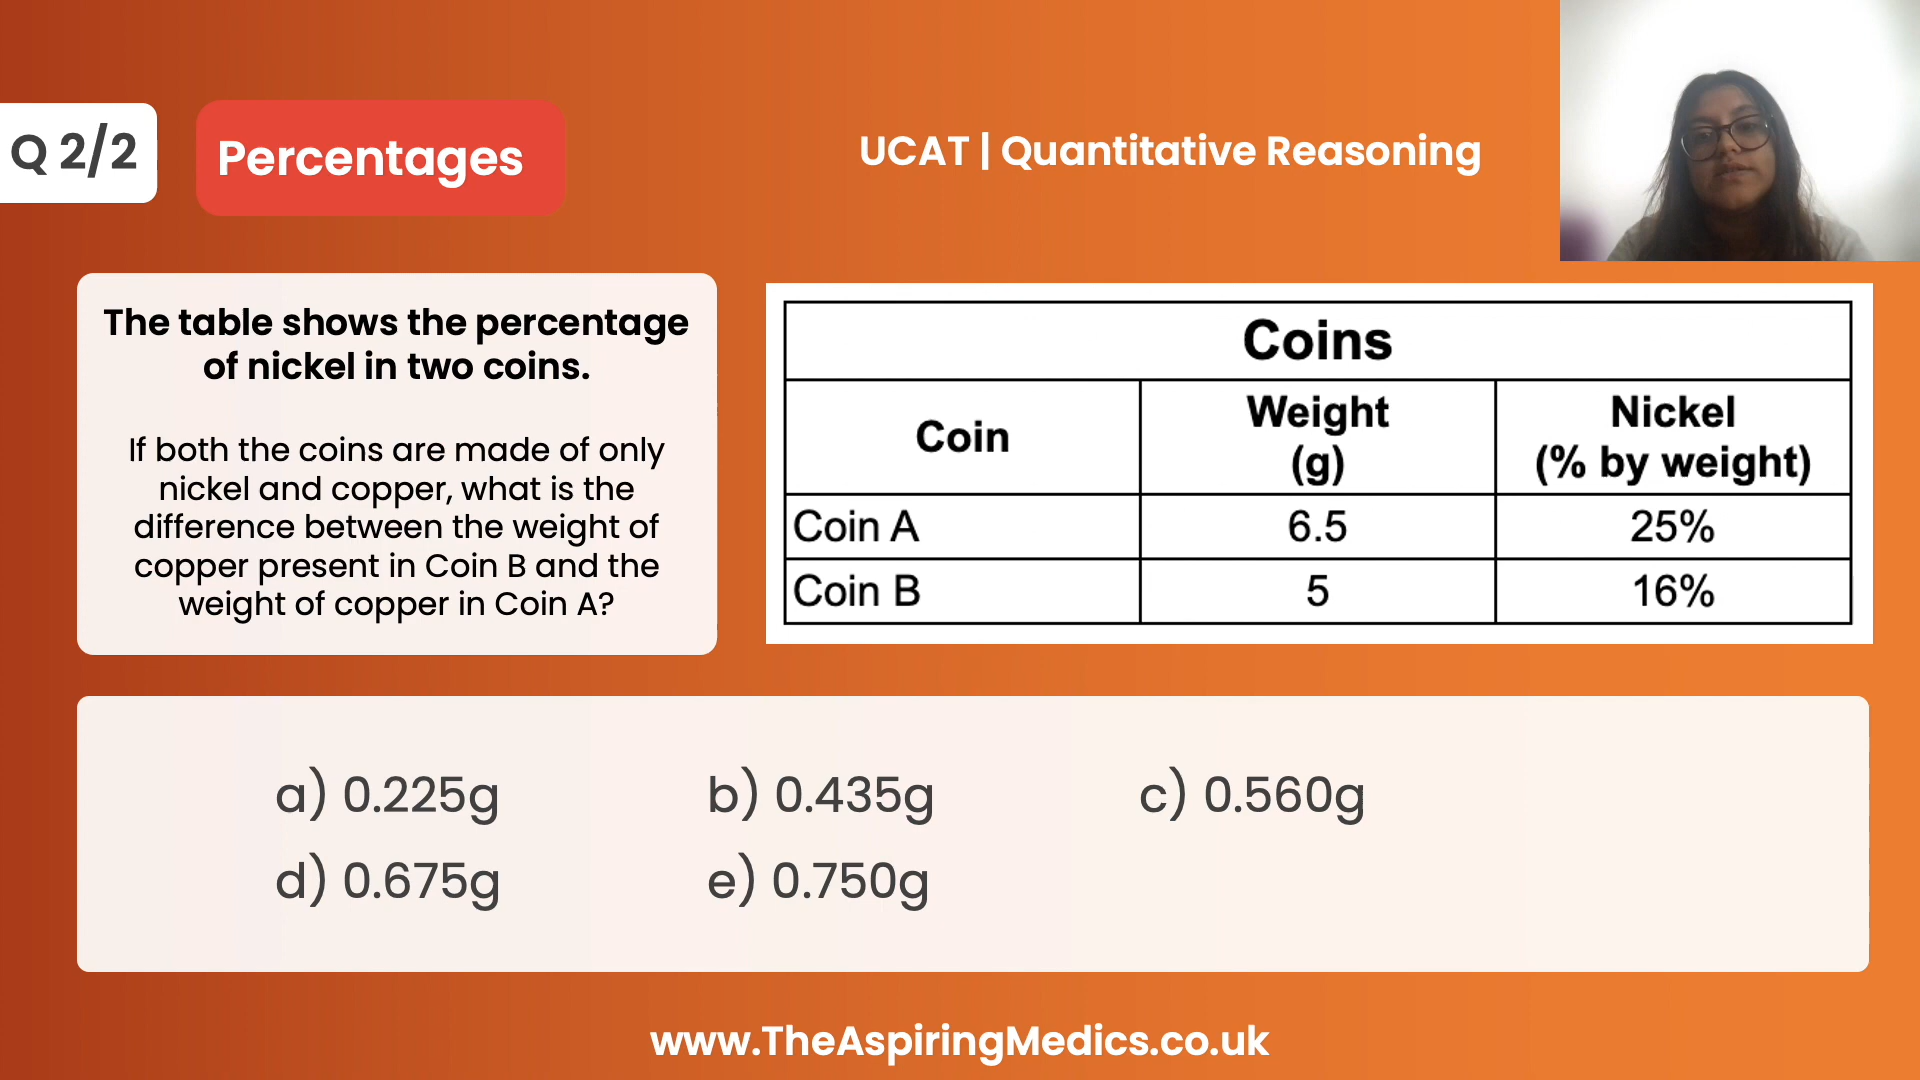 Q 2/2
Percentages
UCAT | Quantitative Reasoning
The table shows the percentage
of nickel in two coins.
If both the coins are made of only
nickel and copper, what is the
difference between the weight of
copper present in Coin B and the
weight of copper in Coin A?
Coins
Coin Weight (g) Nickel (% by weight)
Coin A 6.5 25%
Coin B 5 16%
a) 0.225g b) 0.435g c) 0.560g
d) 0.675g e) 0.750g
www.TheAspiringMedics.co.uk